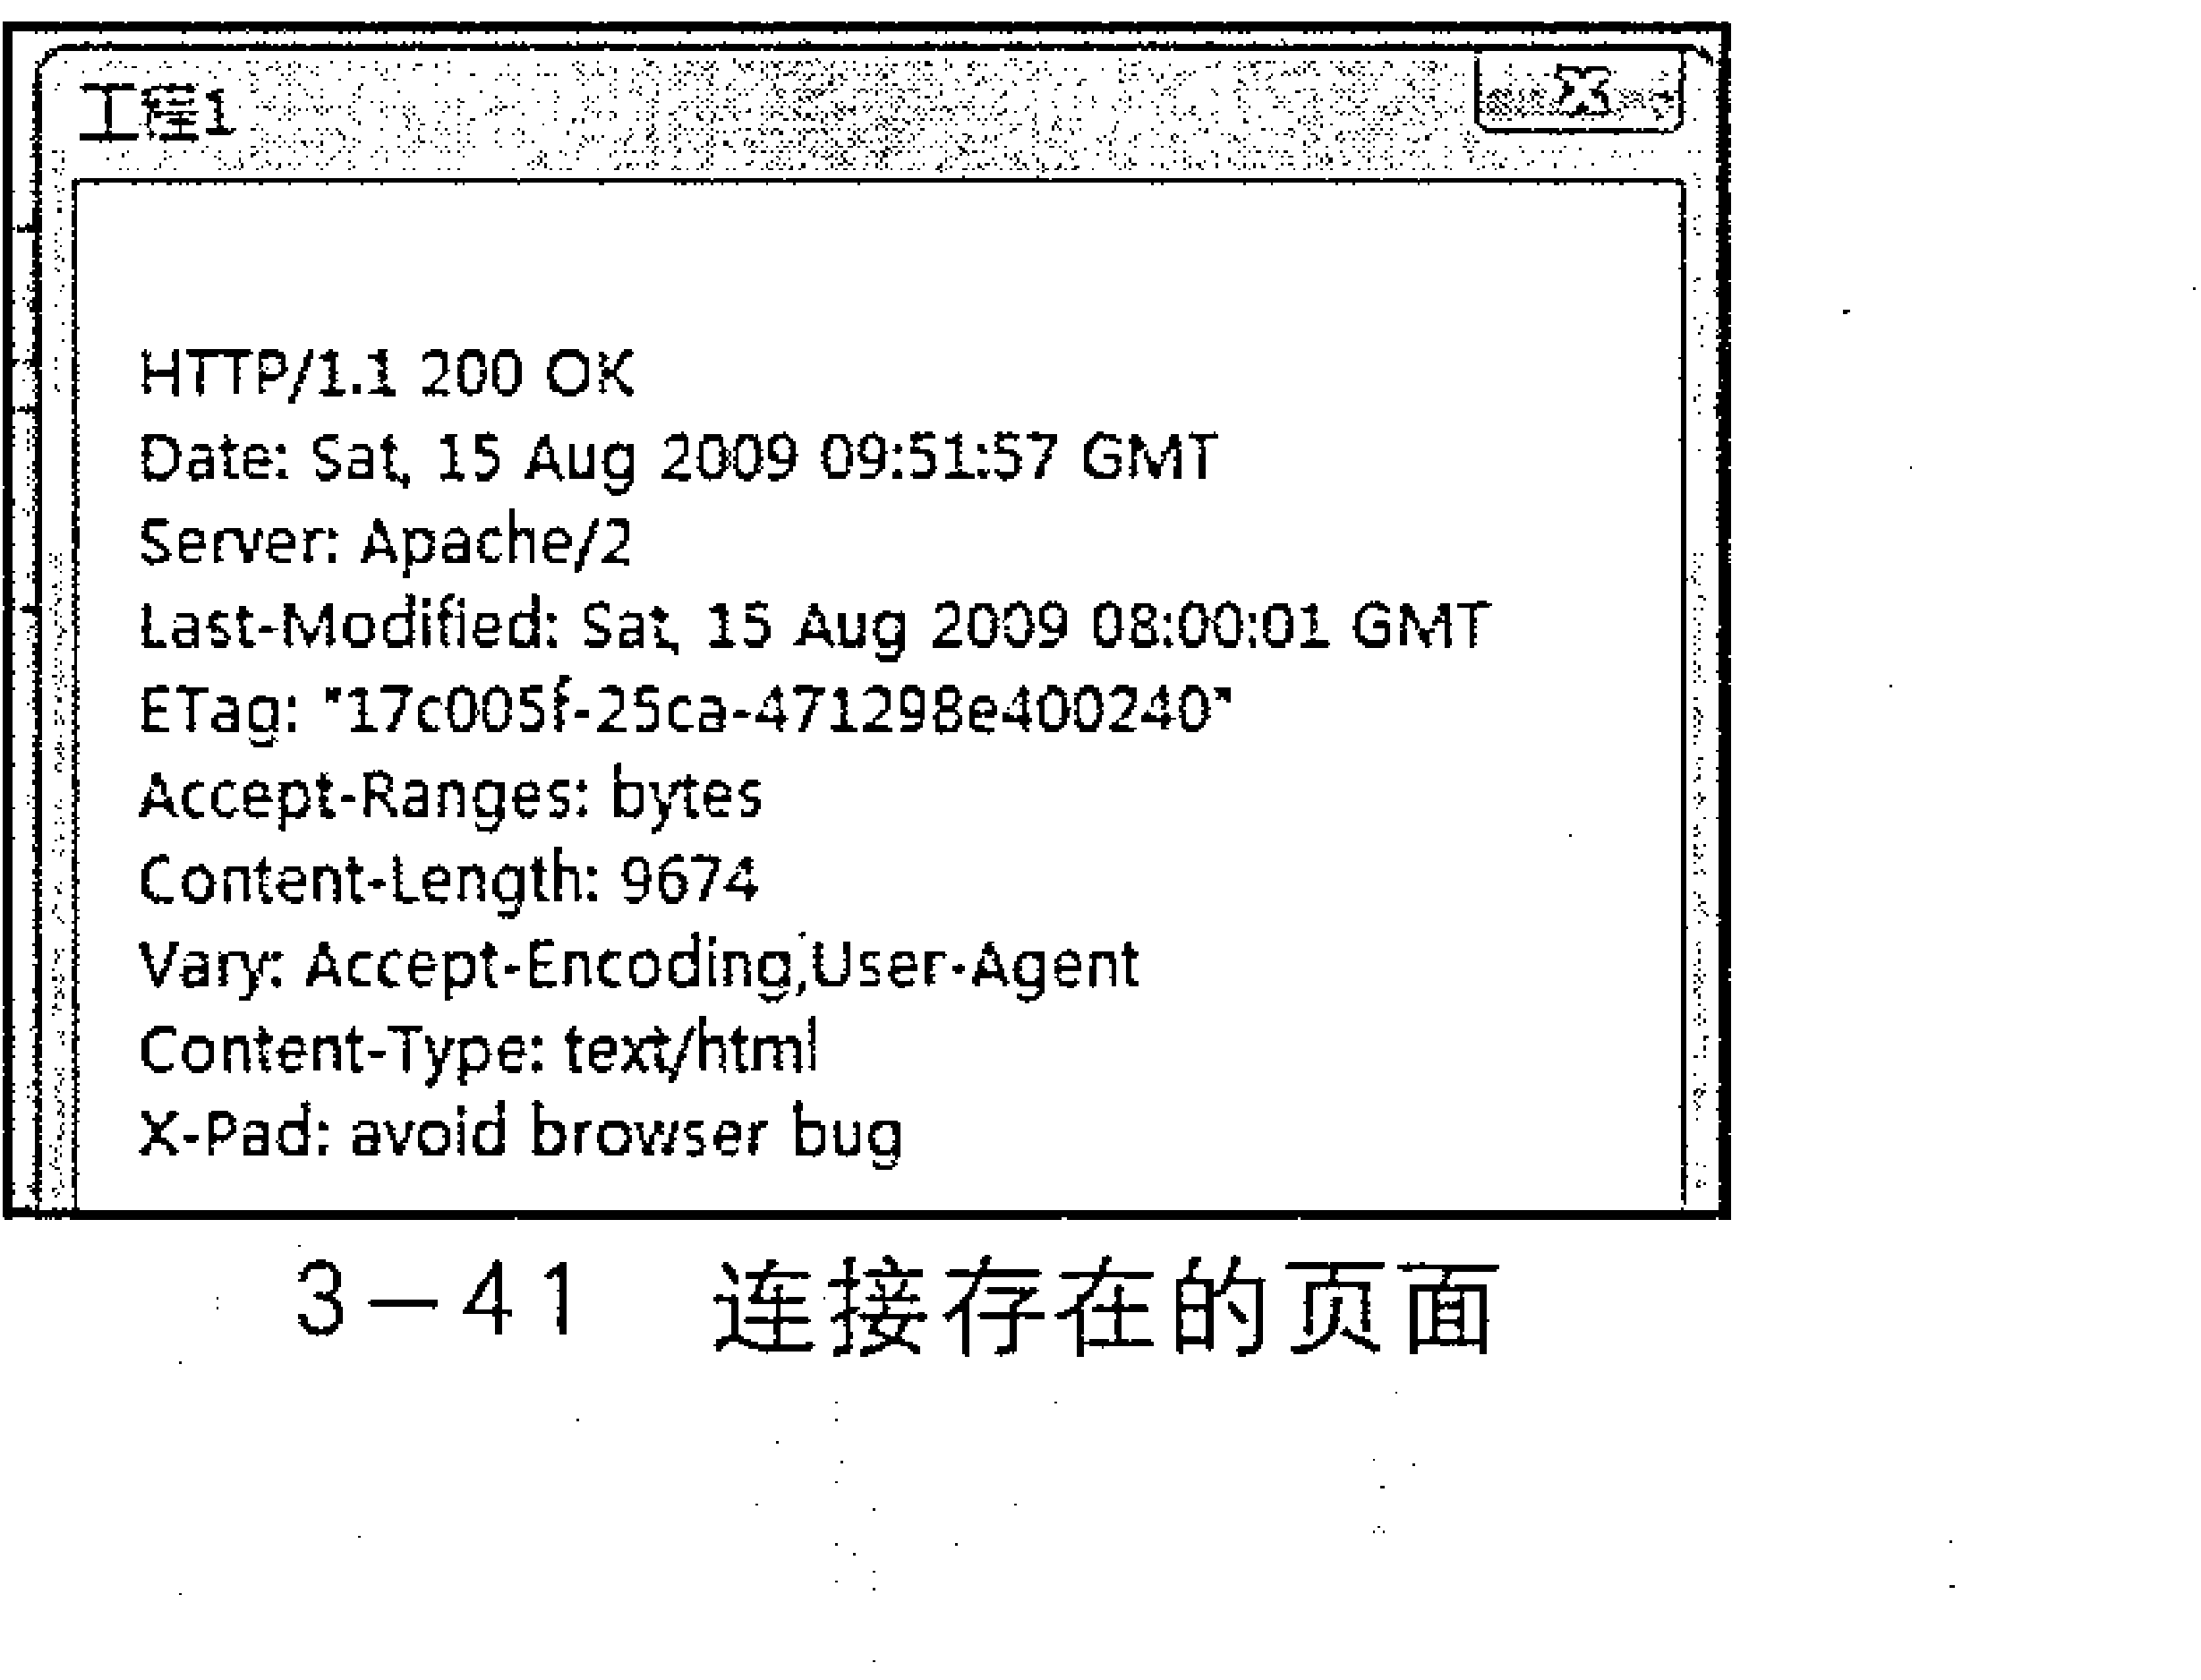 工程1
HTTP/1.1 200 OK
Date: Sat, 15 Aug 2009 09:51:57 GMT
Server: Apache/2
Last-Modified: Sat, 15 Aug 2009 08:00:01 GMT
ETag: "17c005f-25ca-471298e400240"
Accept-Ranges: bytes
Content-Length: 9674
Vary: Accept-Encoding,User-Agent
Content-Type: text/html
X-Pad: avoid browser bug
3-41 连接存在的页面